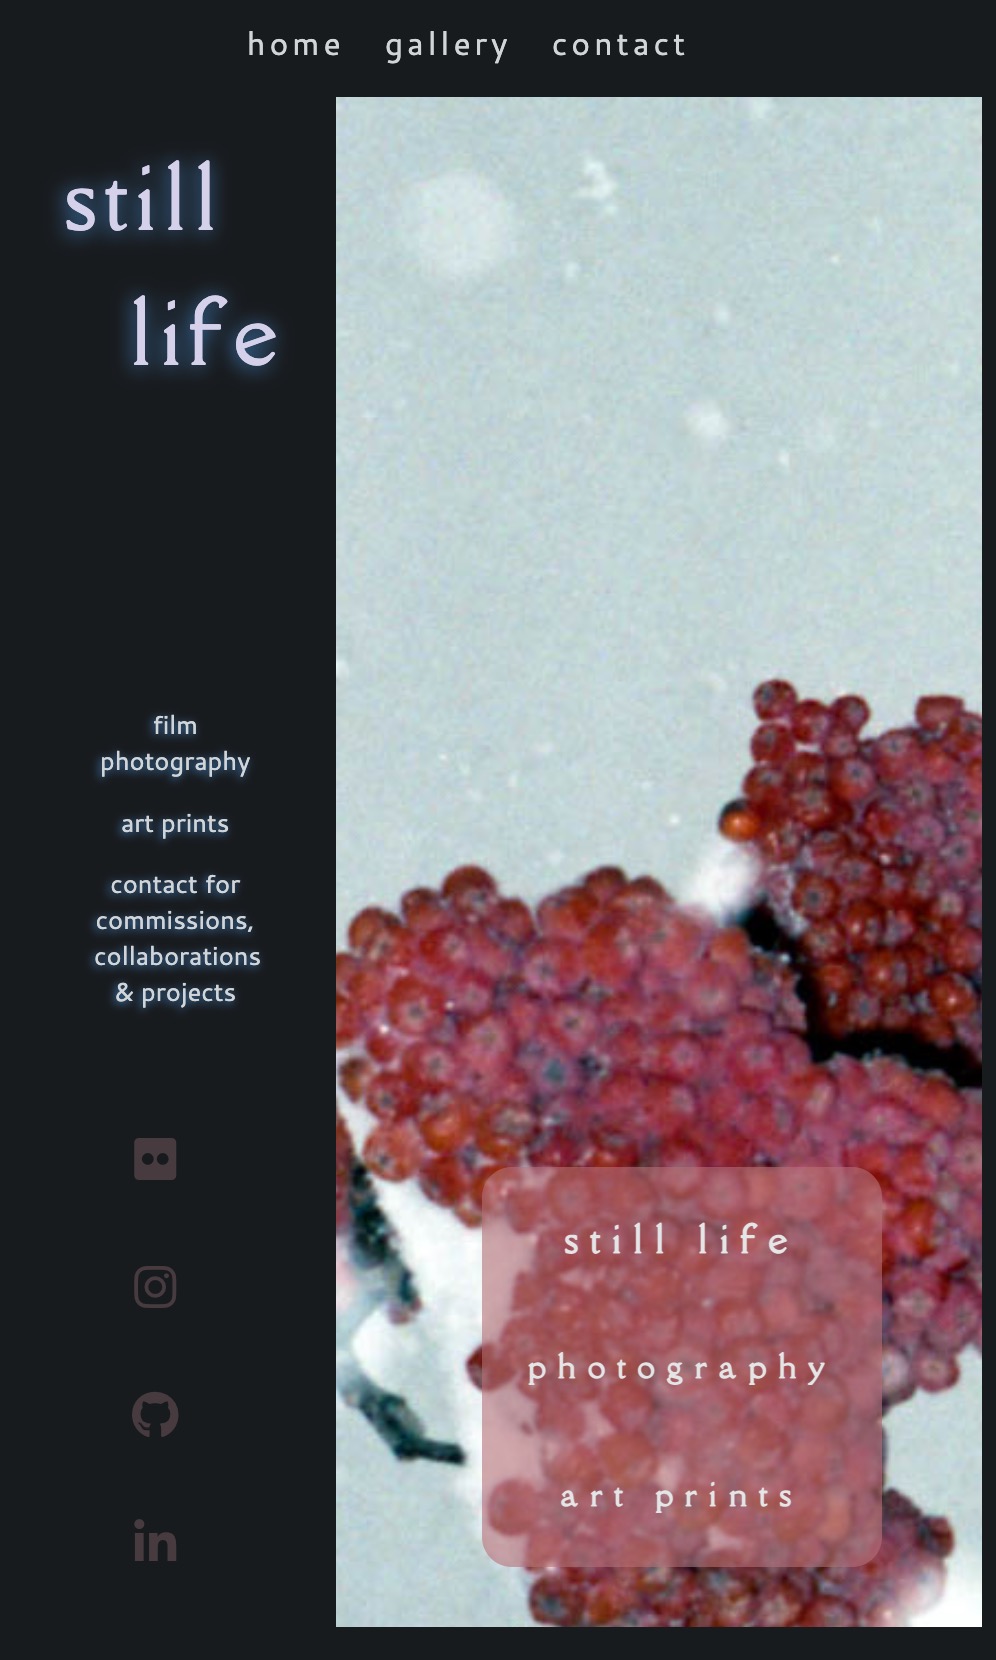 home gallery contact
still
life
film
photography
art prints
contact for
commissions,
collaborations
& projects
still life
photography
art prints